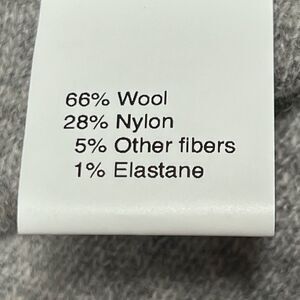 66% Wool
28% Nylon
5% Other fibers
1% Elastane